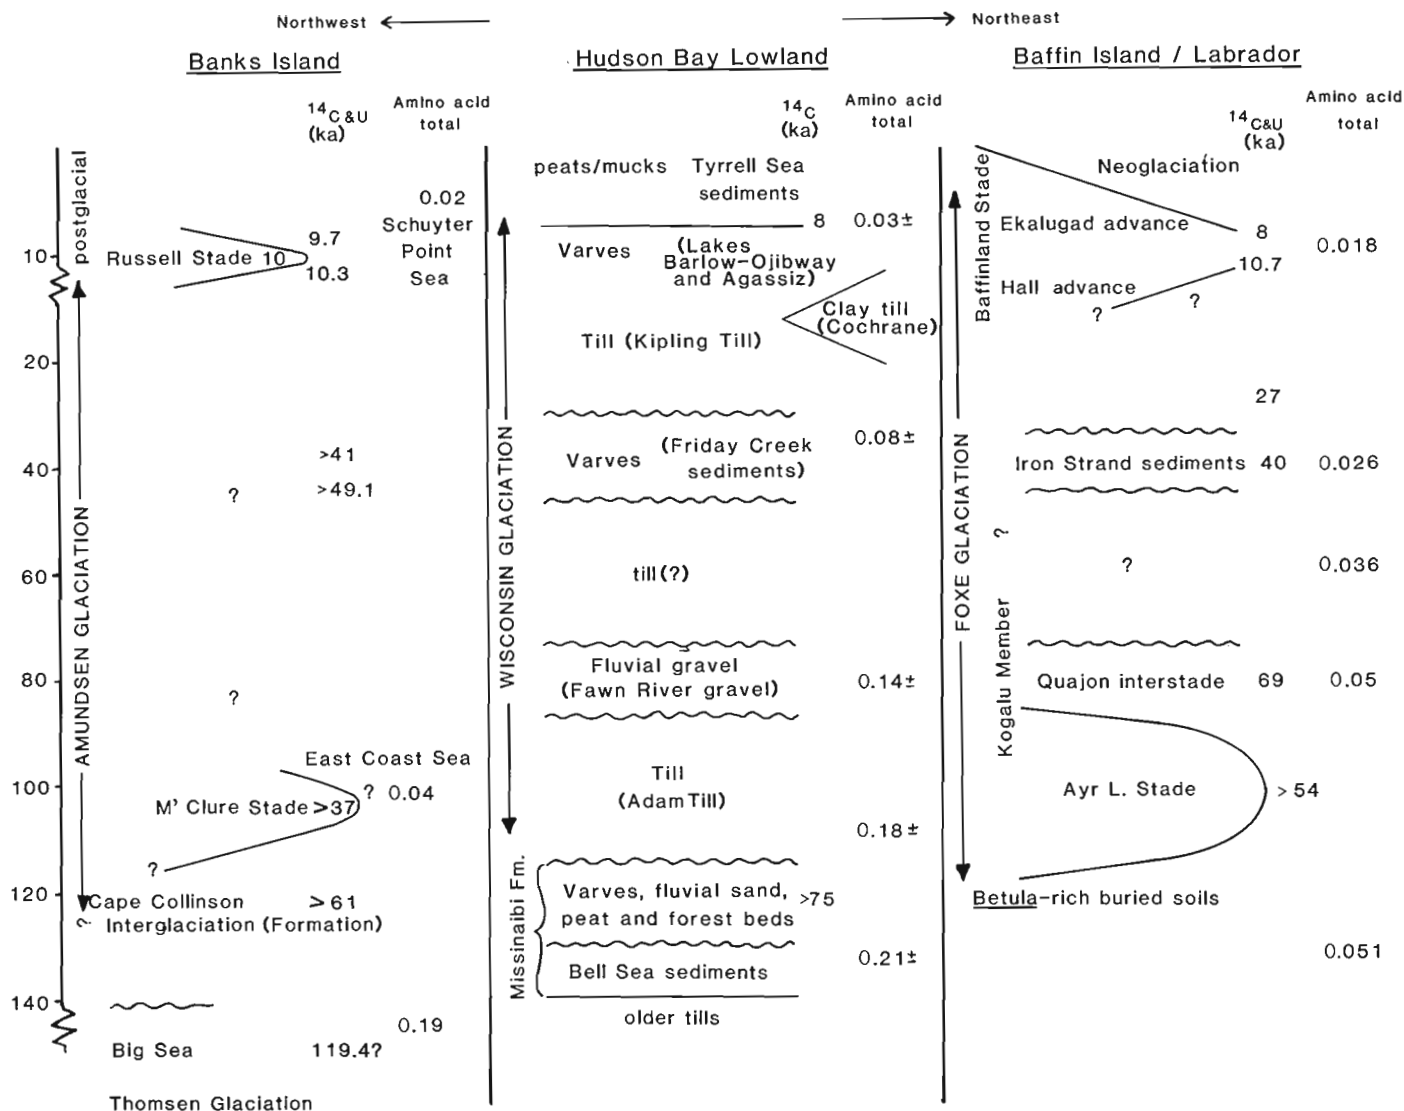 Northwest
Northeast
Banks Island
Hudson Bay Lowland
Baffin Island / Labrador
14C&U
(ka)
Amino acid
total
14C
(ka)
Amino acid
total
14C&U
(ka)
Amino acid
total
10
20
40
60
80
100
120
140
postglacial
AMUNDSEN GLACIATION
?
0.02
Schuyter
Point
Sea
9.7
Russell Stade 10
10.3
>41
>49.1
?
?
East Coast Sea
? 0.04
M' Clure Stade >37
?
Cape Collinson >61
Interglaciation (Formation)
0.19
Big Sea 119.4?
Thomsen Glaciation
WISCONSIN GLACIATION
Missinaibi Fm.
peats/mucks Tyrrell Sea
sediments
8 0.03±
Varves (Lakes
Barlow-Ojibway
and Agassiz)
Clay till
(Cochrane)
Till (Kipling Till)
0.08±
Varves (Friday Creek
sediments)
till(?)
Fluvial gravel
(Fawn River gravel)
0.14±
Till
(Adam Till)
0.18±
Varves, fluvial sand,
peat and forest beds
>75
Bell Sea sediments
0.21±
older tills
FOXE GLACIATION
Baffinland Stade
?
Kogalu Member
Neoglaciation
Ekalugad advance
8
0.018
10.7
Hall advance
? ?
27
Iron Strand sediments 40 0.026
? 0.036
Quajon interstade 69 0.05
Ayr L. Stade >54
Betula-rich buried soils
0.051